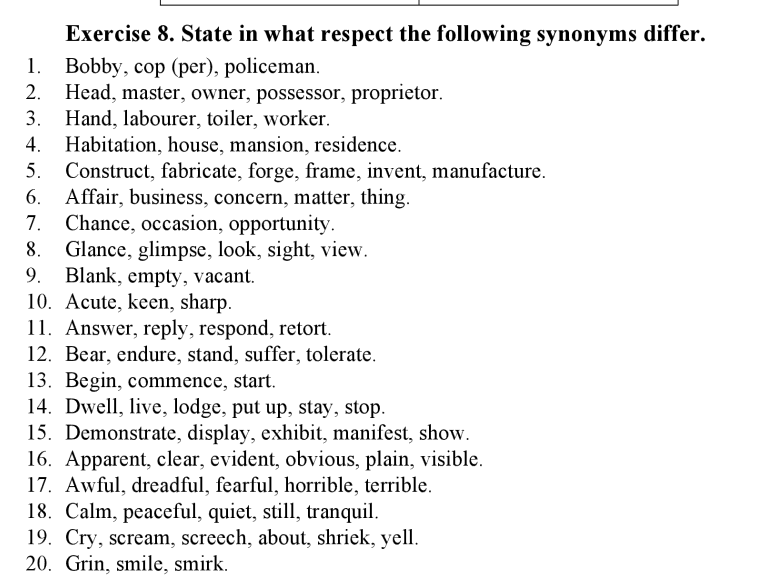 Exercise 8. State in what respect the following synonyms differ.
1. Bobby, cop (per), policeman.
2. Head, master, owner, possessor, proprietor.
3. Hand, labourer, toiler, worker.
4. Habitation, house, mansion, residence.
5. Construct, fabricate, forge, frame, invent, manufacture.
6. Affair, business, concern, matter, thing.
7. Chance, occasion, opportunity.
8. Glance, glimpse, look, sight, view.
9. Blank, empty, vacant.
10. Acute, keen, sharp.
11. Answer, reply, respond, retort.
12. Bear, endure, stand, suffer, tolerate.
13. Begin, commence, start.
14. Dwell, live, lodge, put up, stay, stop.
15. Demonstrate, display, exhibit, manifest, show.
16. Apparent, clear, evident, obvious, plain, visible.
17. Awful, dreadful, fearful, horrible, terrible.
18. Calm, peaceful, quiet, still, tranquil.
19. Cry, scream, screech, about, shriek, yell.
20. Grin, smile, smirk.